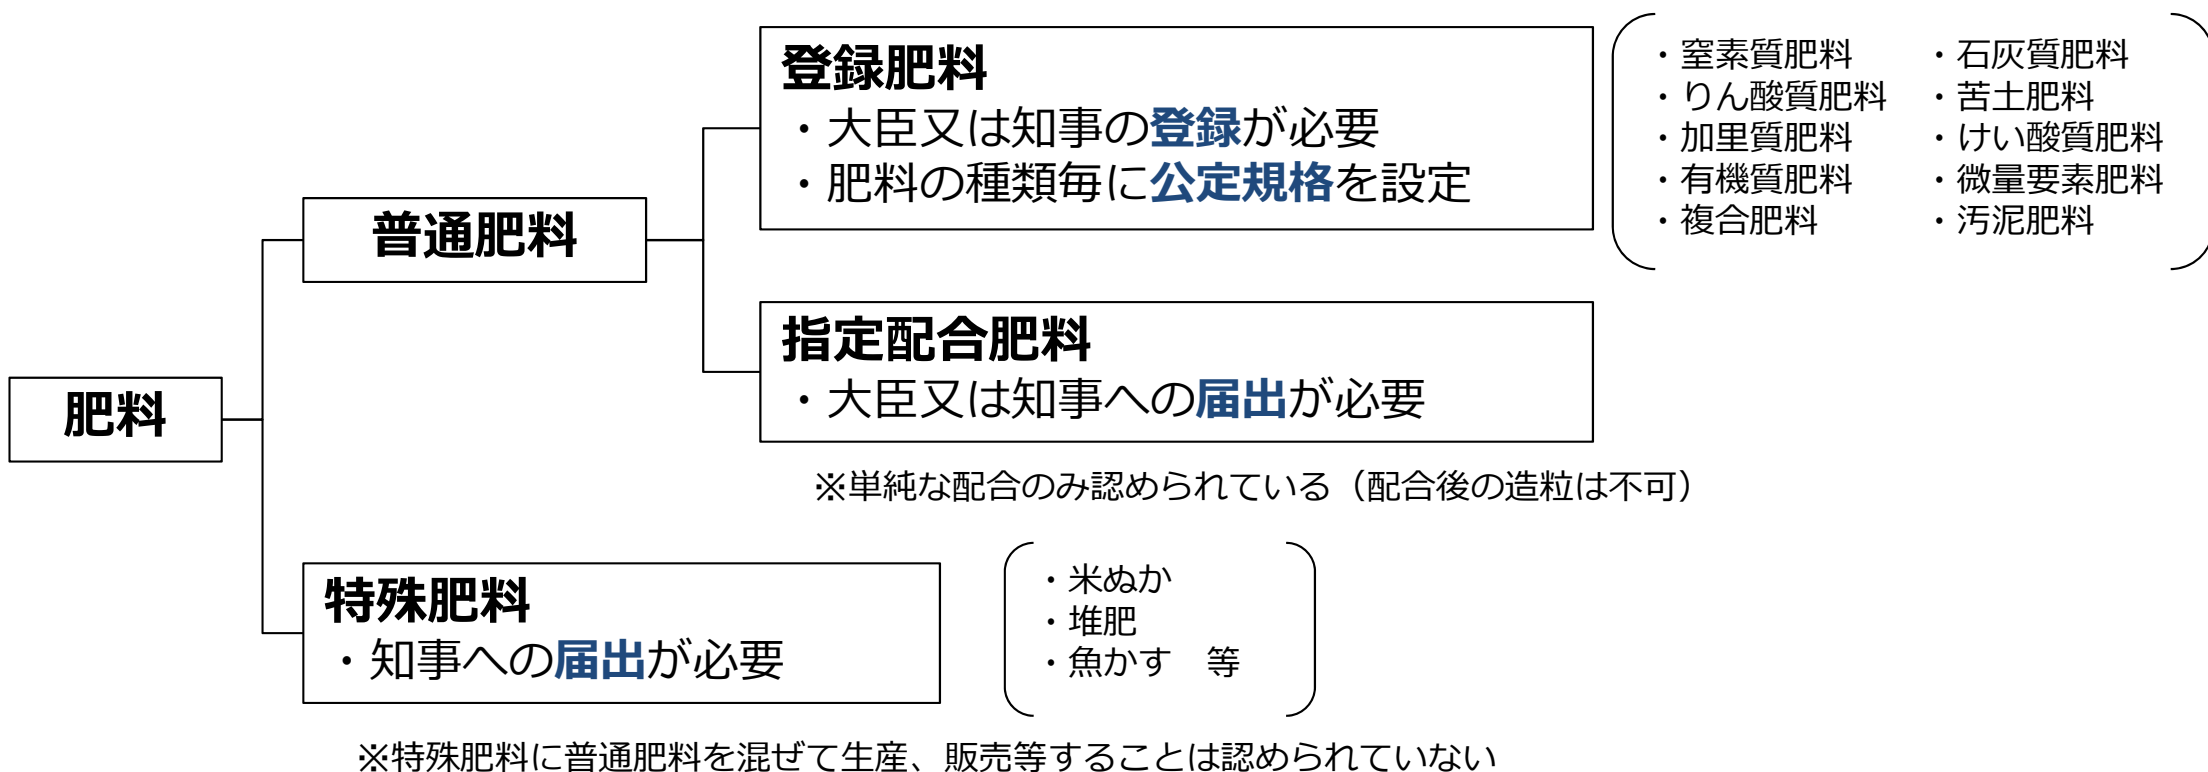 登録肥料
・大臣又は知事の登録が必要
・肥料の種類毎に公定規格を設定
・窒素質肥料
・りん酸質肥料
・加里質肥料
・有機質肥料
・複合肥料
・石灰質肥料
・苦土肥料
・けい酸質肥料
・微量要素肥料
・汚泥肥料
普通肥料
指定配合肥料
・大臣又は知事への届出が必要
肥料
※単純な配合のみ認められている（配合後の造粒は不可）
特殊肥料
・知事への届出が必要
・米ぬか
・堆肥
・魚かす　等
※特殊肥料に普通肥料を混ぜて生産、販売等することは認められていない